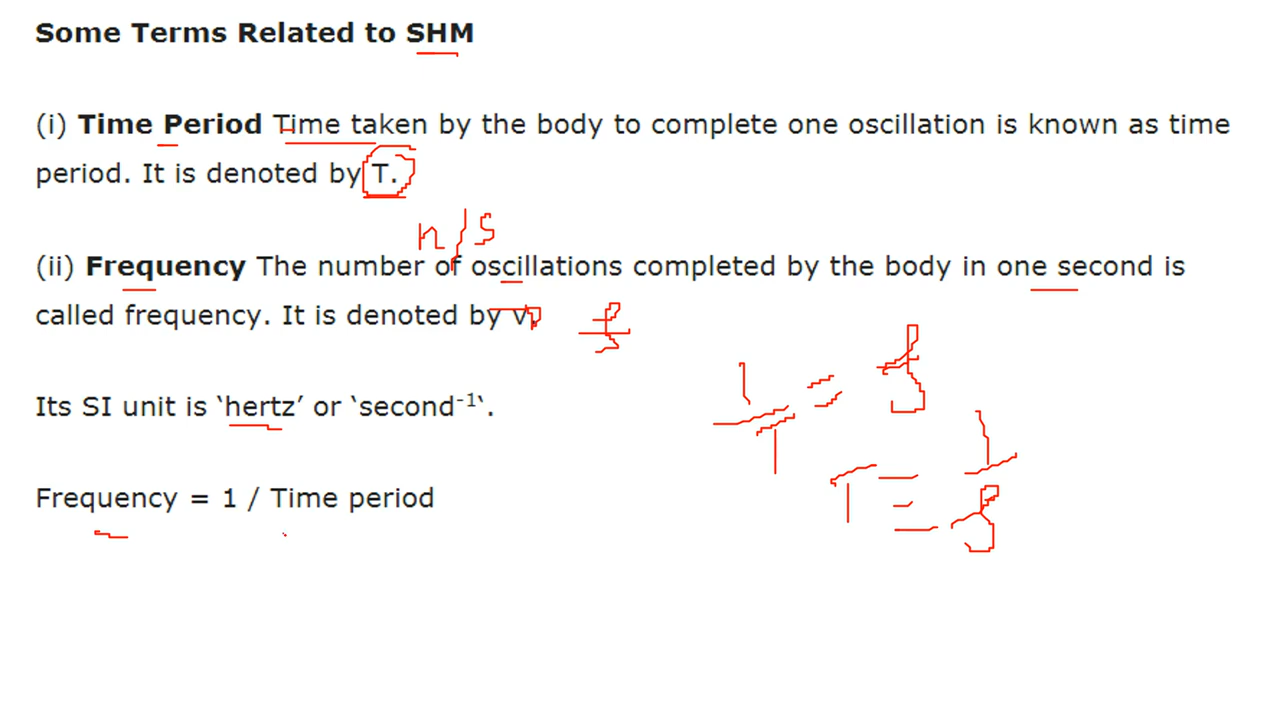 Some Terms Related to SHM
(i) Time Period Time taken by the body to complete one oscillation is known as time
period. It is denoted by T.
n/s
(ii) Frequency The number of oscillations completed by the body in one second is
called frequency. It is denoted by v. f
1/T = f
Its SI unit is ‘hertz’ or ‘second⁻¹‘.
T = 1/f
Frequency = 1 / Time period